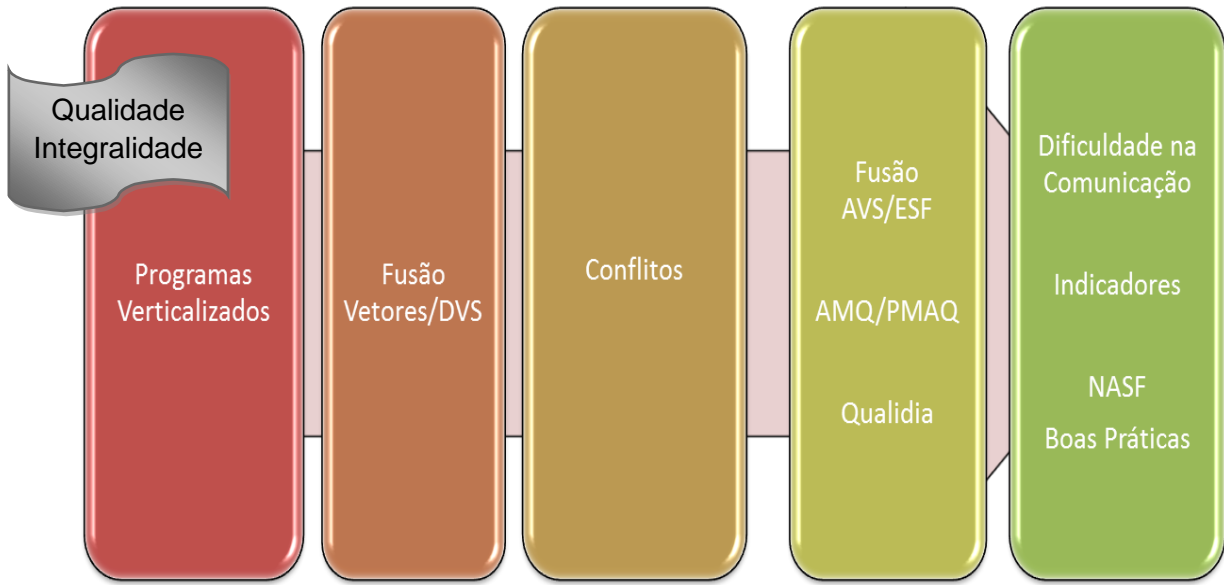 Qualidade
Integralidade
Programas
Verticalizados
Fusão
Vetores/DVS
Conflitos
Fusão
AVS/ESF
AMQ/PMAQ
Qualidia
Dificuldade na
Comunicação
Indicadores
NASF
Boas Práticas